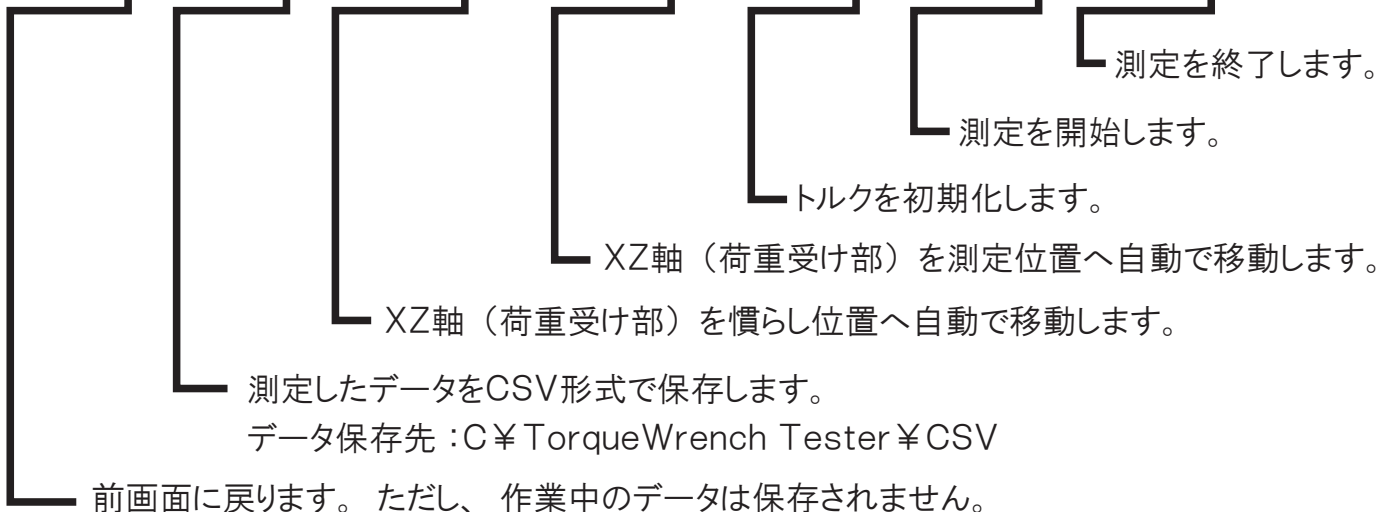 測定を終了します。
測定を開始します。
トルクを初期化します。
XZ軸（荷重受け部）を測定位置へ自動で移動します。
XZ軸（荷重受け部）を慣らし位置へ自動で移動します。
測定したデータをCSV形式で保存します。
データ保存先：C￥TorqueWrench Tester￥CSV
前画面に戻ります。ただし、作業中のデータは保存されません。